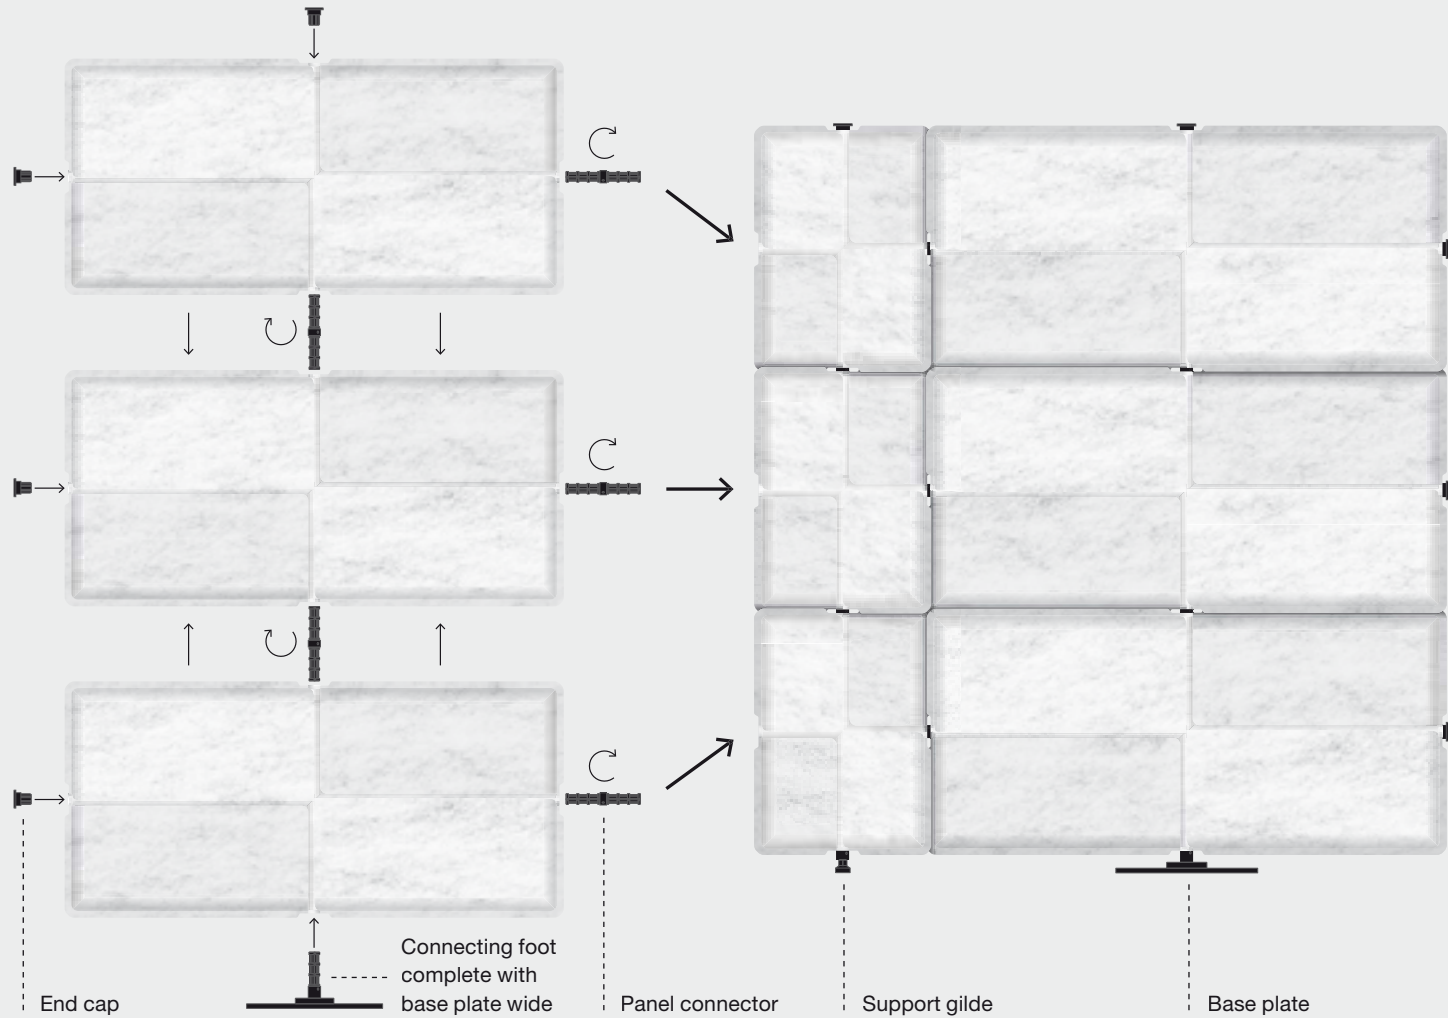 End cap
Connecting foot
complete with
base plate wide
Panel connector
Support gilde
Base plate